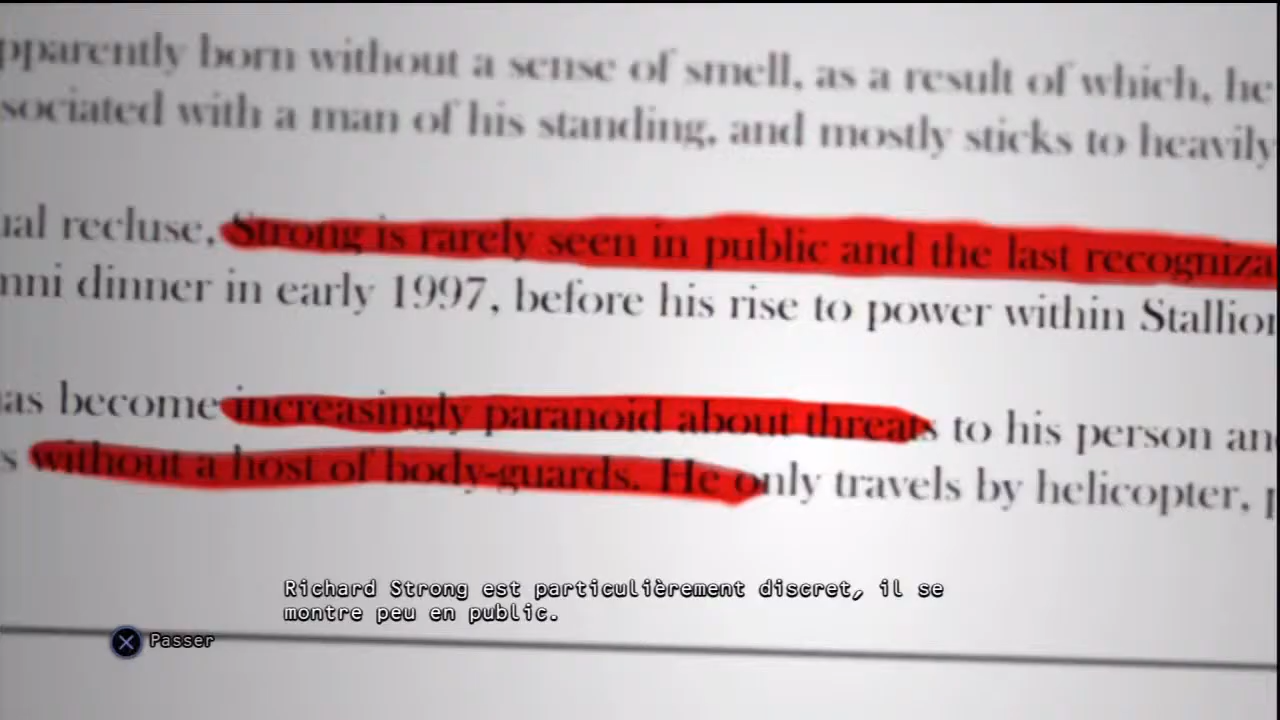 pparently born without a sense of smell, as a result of which, he
sociated with a man of his standing, and mostly sticks to heavily
ual recluse, Strong is rarely seen in public and the last recogniza
nni dinner in early 1997, before his rise to power within Stallion
as become increasingly paranoid about threats to his person an
s without a host of body-guards. He only travels by helicopter, p
Richard Strong est particulièrement discret, il se
montre peu en public.
Passer